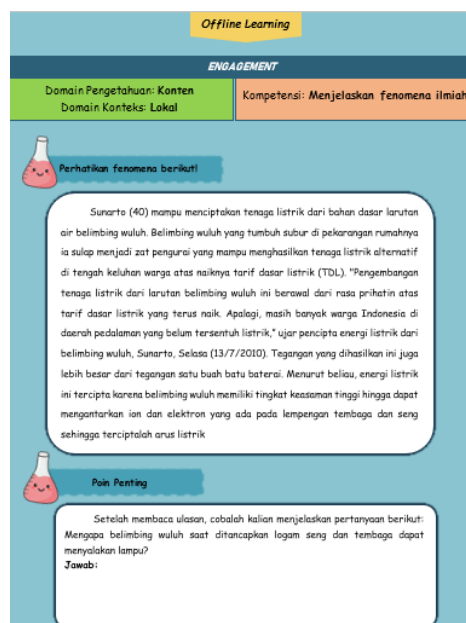 Offline Learning
ENGAGEMENT
Domain Pengetahuan: Konten
Domain Konteks: Lokal
Kompetensi: Menjelaskan fenomena ilmiah
Perhatikan fenomena berikut!
Sunarto (40) mampu menciptakan tenaga listrik dari bahan dasar larutan
air belimbing wuluh. Belimbing wuluh yang tumbuh subur di pekarangan rumahnya
ia sulap menjadi zat pengurai yang mampu menghasilkan tenaga listrik alternatif
di tengah keluhan warga atas naiknya tarif dasar listrik (TDL). "Pengembangan
tenaga listrik dari larutan belimbing wuluh ini berawal dari rasa prihatin atas
tarif dasar listrik yang terus naik. Apalagi, masih banyak warga Indonesia di
daerah pedalaman yang belum tersentuh listrik," ujar pencipta energi listrik dari
belimbing wuluh, Sunarto, Selasa (13/7/2010). Tegangan yang dihasilkan ini juga
lebih besar dari tegangan satu buah batu baterai. Menurut beliau, energi listrik
ini tercipta karena belimbing wuluh memiliki tingkat keasaman tinggi hingga dapat
mengantarkan ion dan elektron yang ada pada lempengan tembaga dan seng
sehingga terciptalah arus listrik
Poin Penting
Setelah membaca ulasan, cobalah kalian menjelaskan pertanyaan berikut:
Mengapa belimbing wuluh saat ditancapkan logam seng dan tembaga dapat
menyalakan lampu?
Jawab: